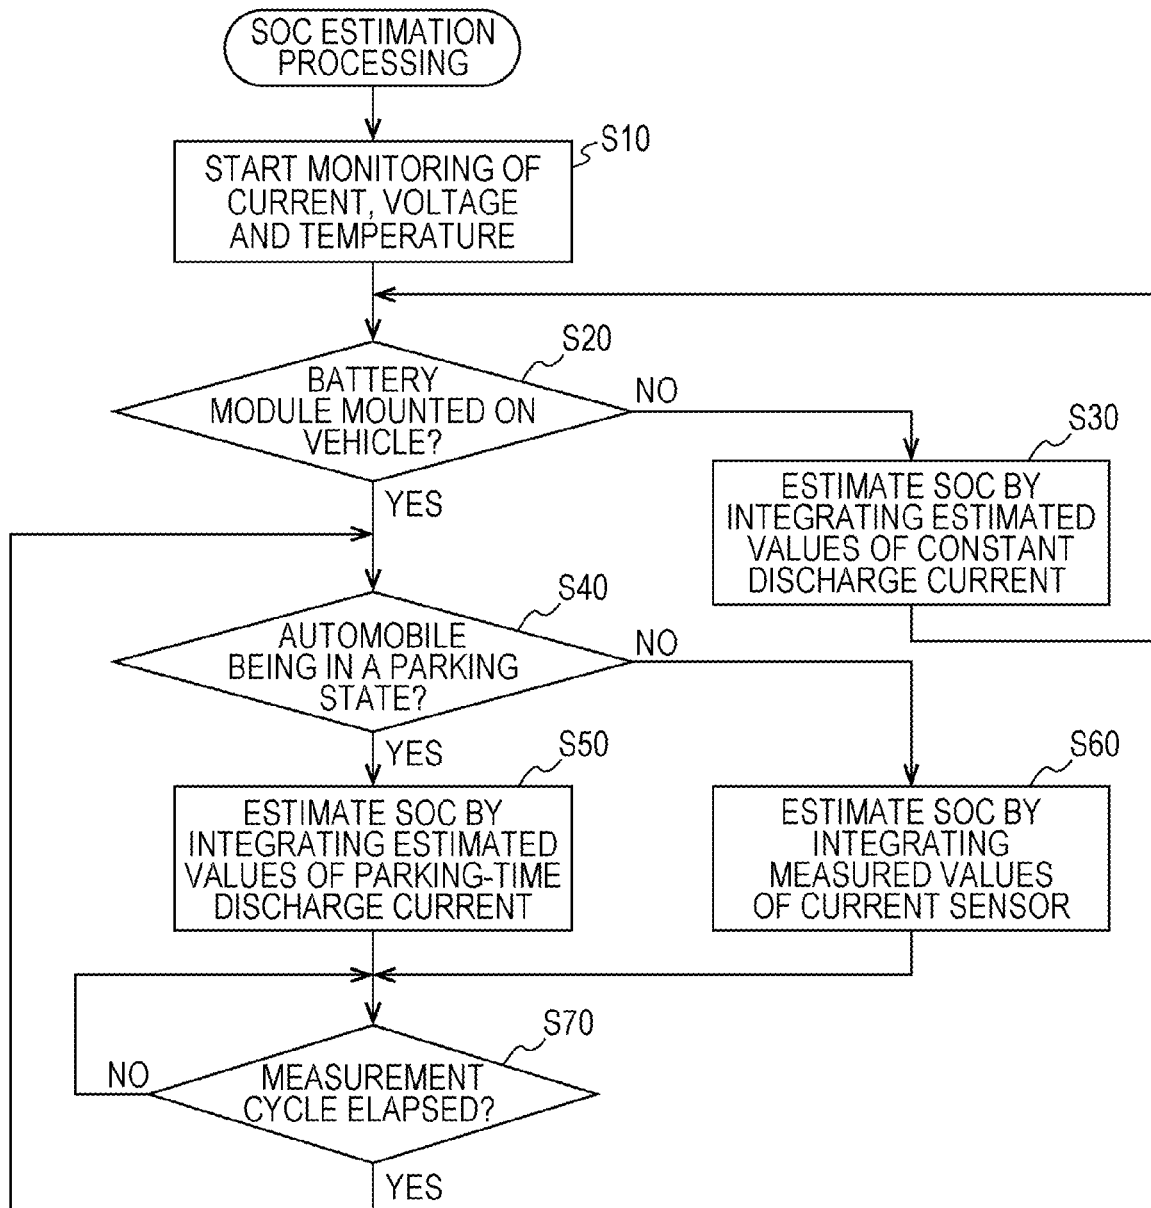 SOC ESTIMATION
PROCESSING
S10
START MONITORING OF
CURRENT, VOLTAGE
AND TEMPERATURE
S20
BATTERY
MODULE MOUNTED ON
VEHICLE?
NO
YES
S30
ESTIMATE SOC BY
INTEGRATING ESTIMATED
VALUES OF CONSTANT
DISCHARGE CURRENT
S40
AUTOMOBILE
BEING IN A PARKING
STATE?
NO
YES
S50
ESTIMATE SOC BY
INTEGRATING ESTIMATED
VALUES OF PARKING-TIME
DISCHARGE CURRENT
S60
ESTIMATE SOC BY
INTEGRATING
MEASURED VALUES
OF CURRENT SENSOR
S70
MEASUREMENT
CYCLE ELAPSED?
NO
YES